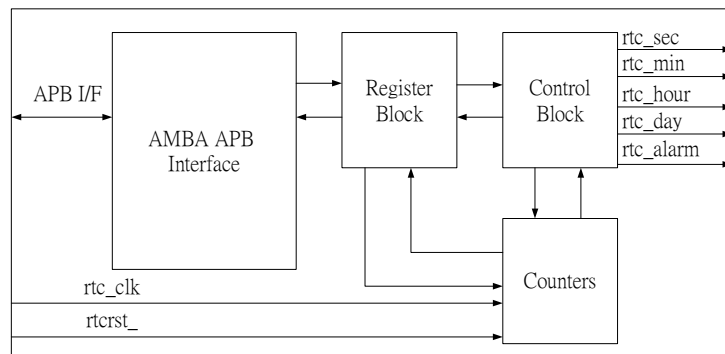 rtc_sec
rtc_min
rtc_hour
rtc_day
rtc_alarm
Register
Block
Control
Block
APB I/F
AMBA APB
Interface
Counters
rtc_clk
rtcrst_